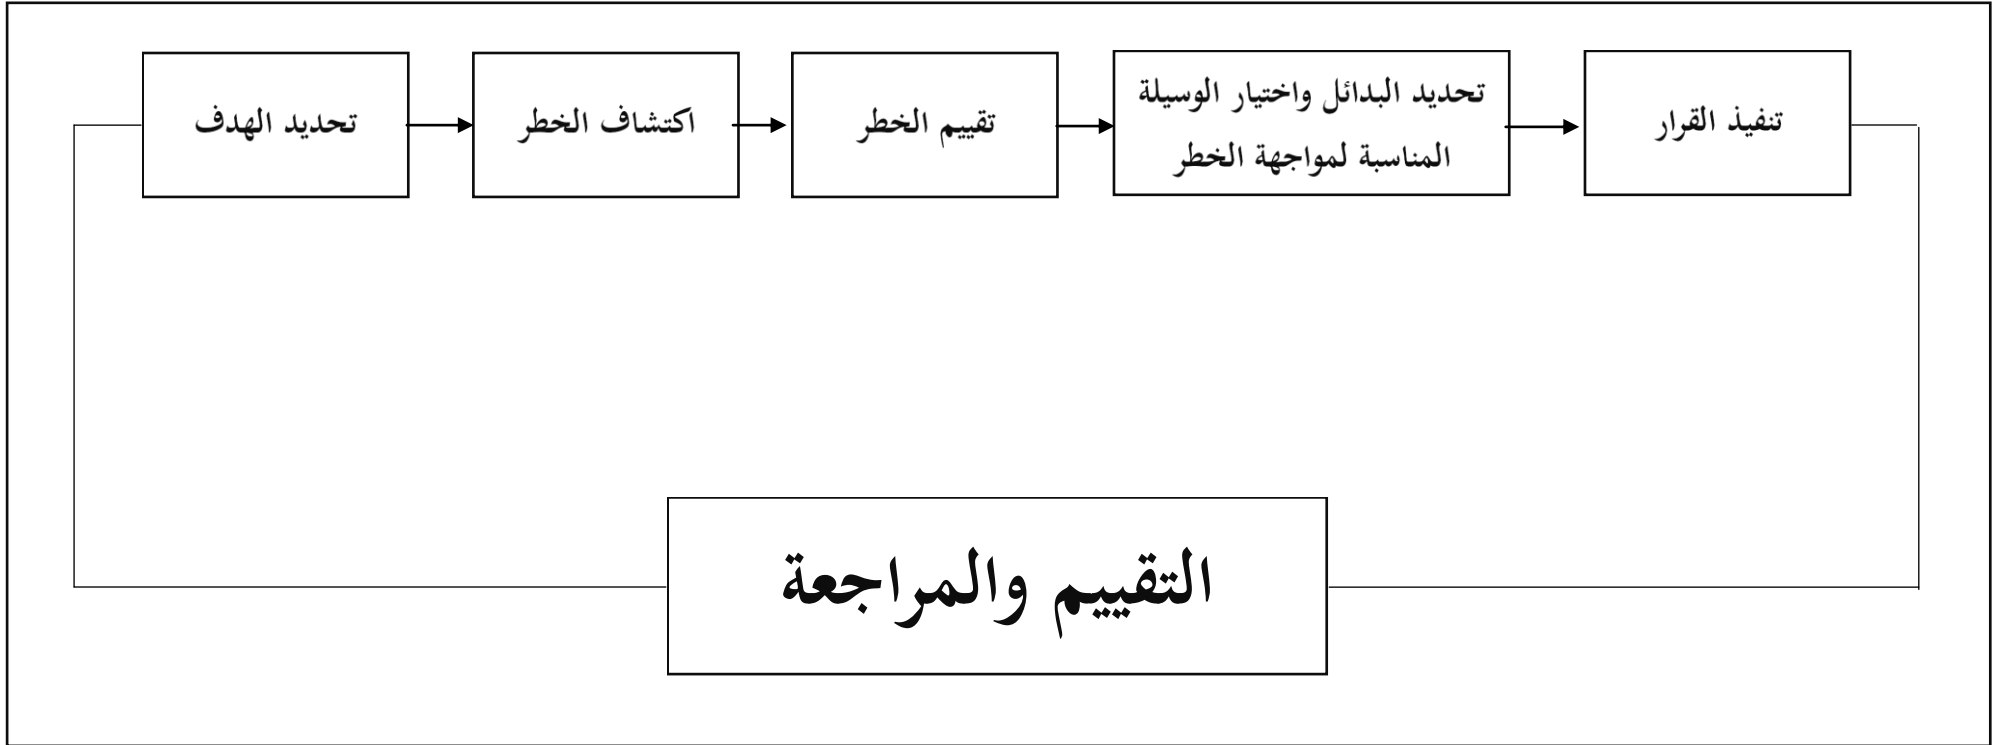 تحديد الهدف
اكتشاف الخطر
تقييم الخطر
تحديد البدائل واختيار الوسيلة
المناسبة لمواجهة الخطر
تنفيذ القرار
التقييم والمراجعة